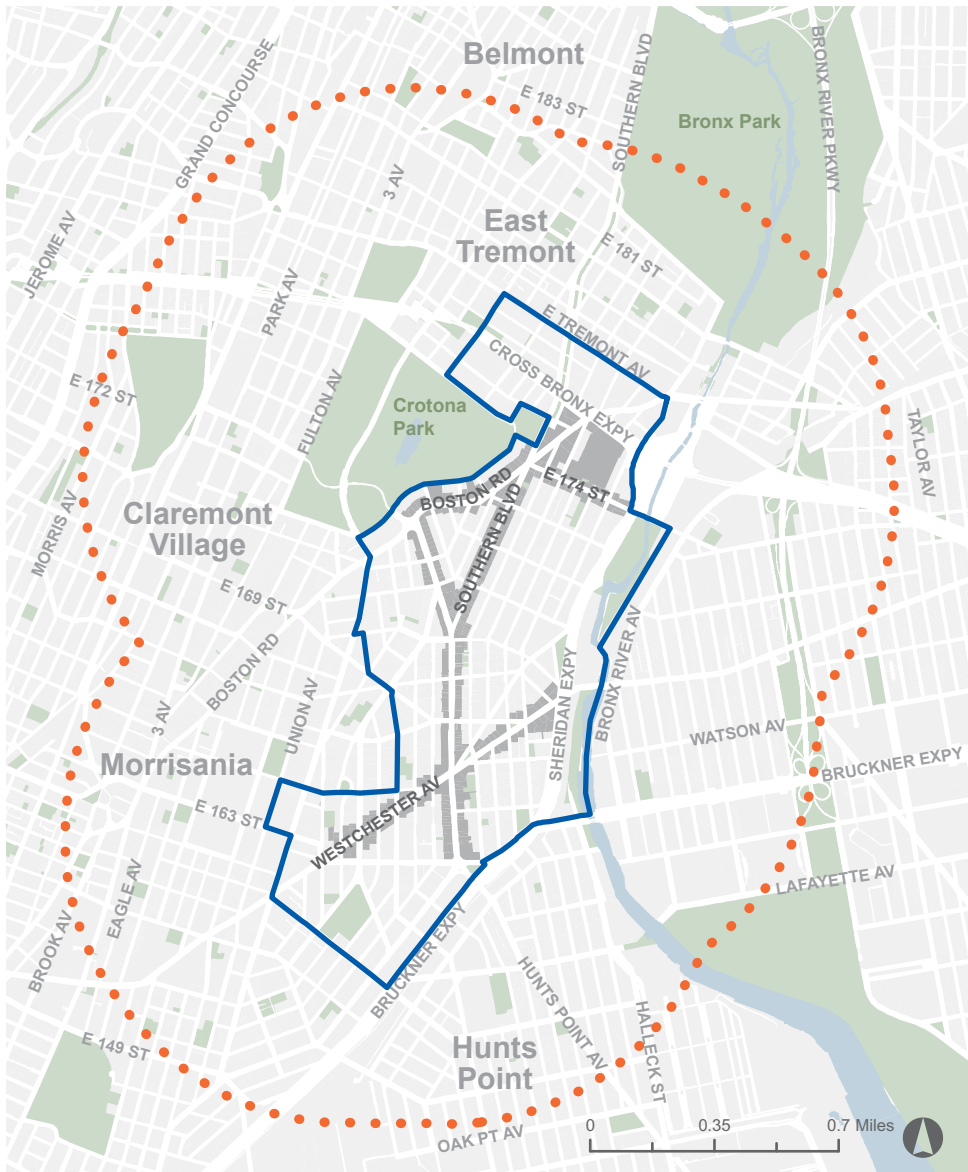 Belmont
E 183 ST
SOUTHERN BLVD
BRONX RIVER PKWY
GRAND CONCOURSE
Bronx Park
3 AV
JEROME AV
East
Tremont
E 181 ST
PARK AV
E TREMONT AV
CROSS BRONX EXPY
E 172 ST
FULTON AV
Crotona
Park
TAYLOR AV
BOSTON RD
E 174 ST
MORRIS AV
Claremont
Village
SOUTHERN BLVD
E 169 ST
BOSTON RD
BRONX RIVER AV
SHERIDAN EXPY
UNION AV
3 AV
WATSON AV
Morrisania
BRUCKNER EXPY
E 163 ST
WESTCHESTER AV
LAFAYETTE AV
EAGLE AV
BROOK AV
BRUCKNER EXPY
HUNTS POINT AV
HALLECK ST
E 149 ST
Hunts
Point
OAK PT AV
0 0.35 0.7 Miles